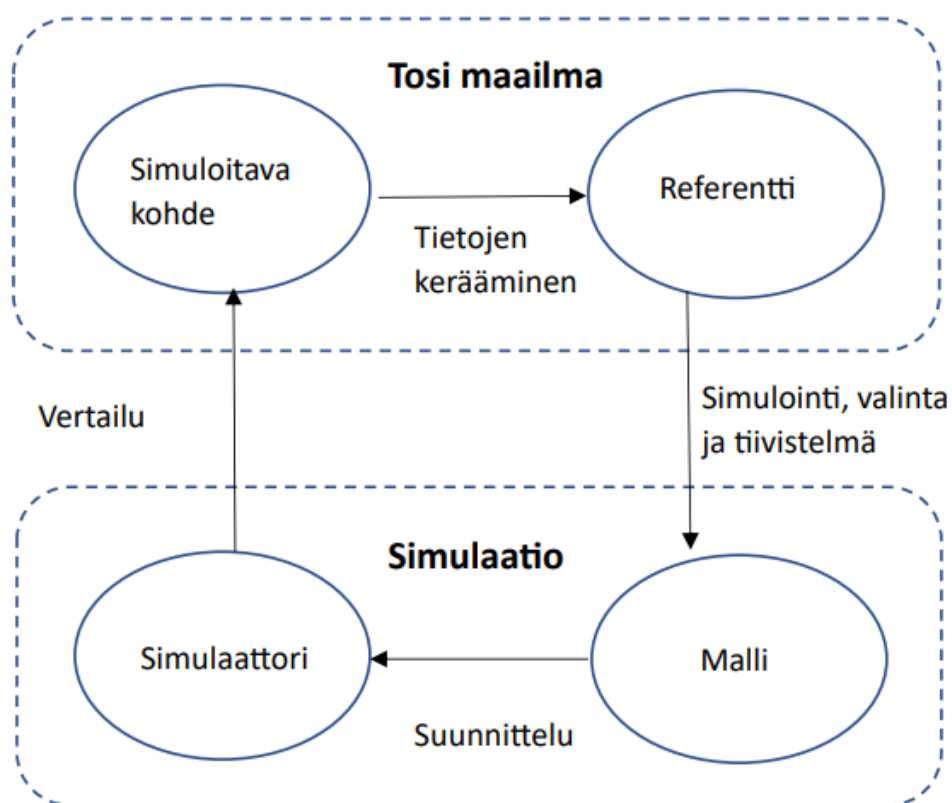 Tosi maailma
Simuloitava
kohde
Referentti
Tietojen
kerääminen
Vertailu
Simulointi, valinta
ja tiivistelmä
Simulaatio
Simulaattori
Malli
Suunnittelu